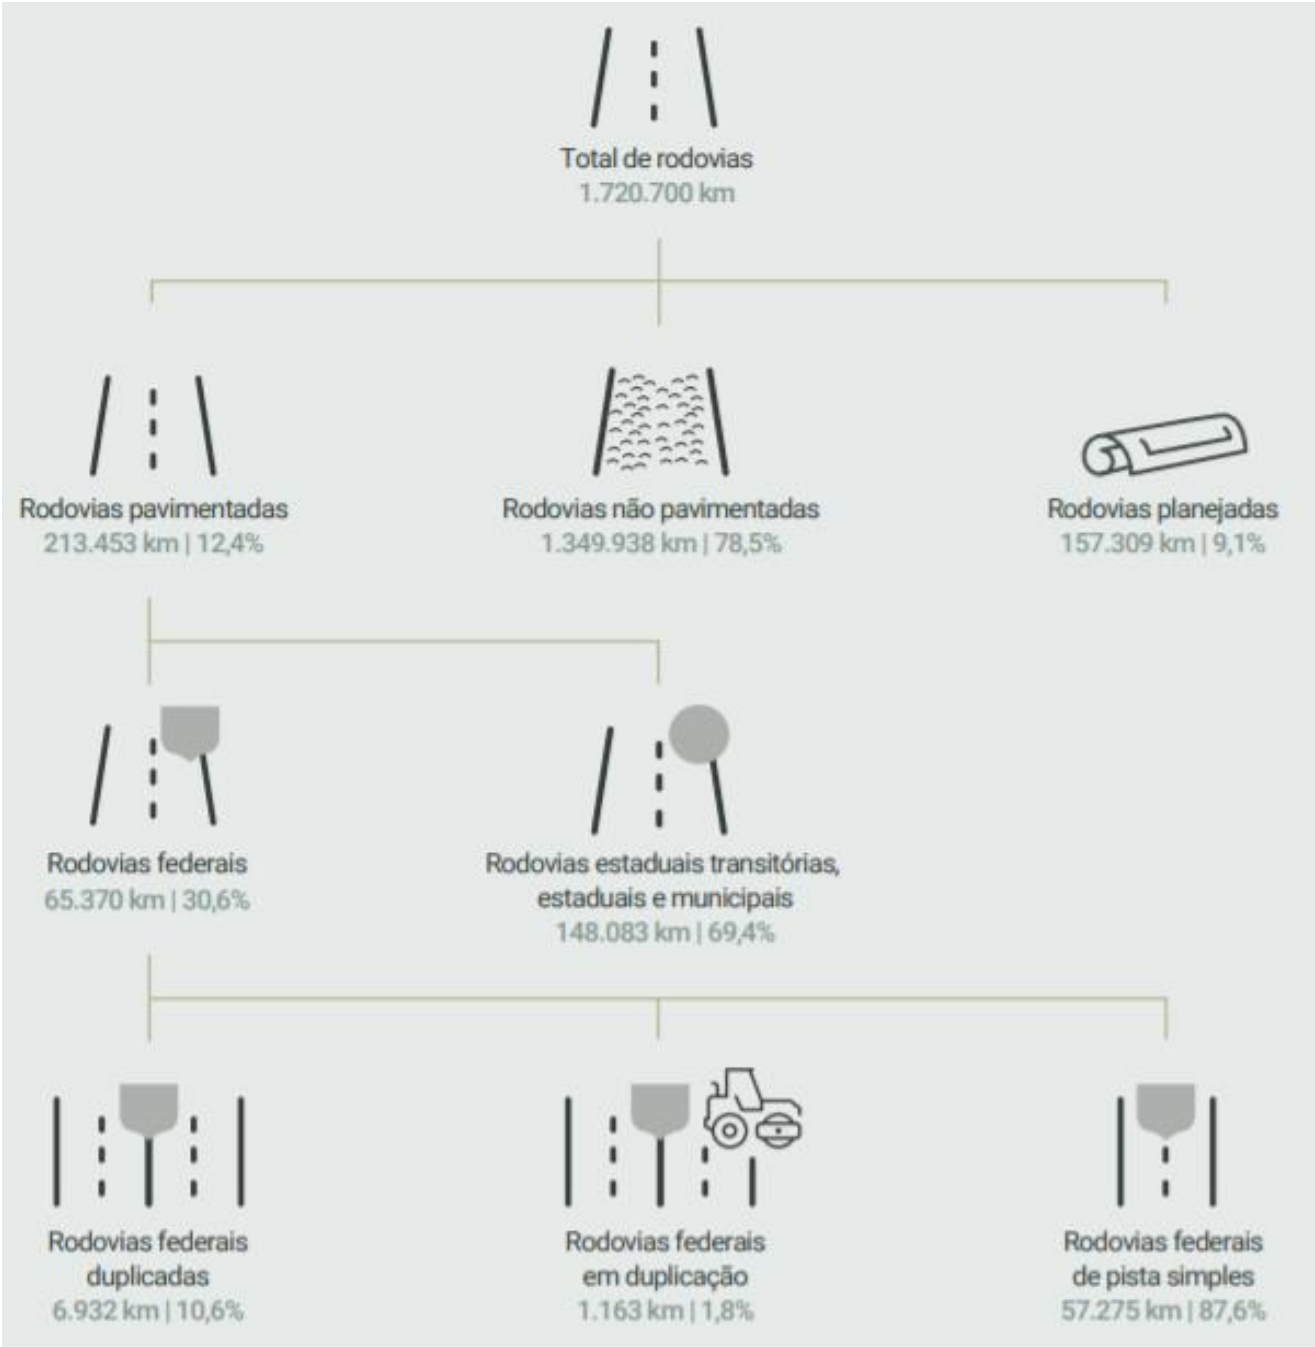 Total de rodovias
1.720.700 km
Rodovias pavimentadas
213.453 km | 12,4%
Rodovias não pavimentadas
1.349.938 km | 78,5%
Rodovias planejadas
157.309 km | 9,1%
Rodovias federais
65.370 km | 30,6%
Rodovias estaduais transitórias,
estaduais e municipais
148.083 km | 69,4%
Rodovias federais
duplicadas
6.932 km | 10,6%
Rodovias federais
em duplicação
1.163 km | 1,8%
Rodovias federais
de pista simples
57.275 km | 87,6%